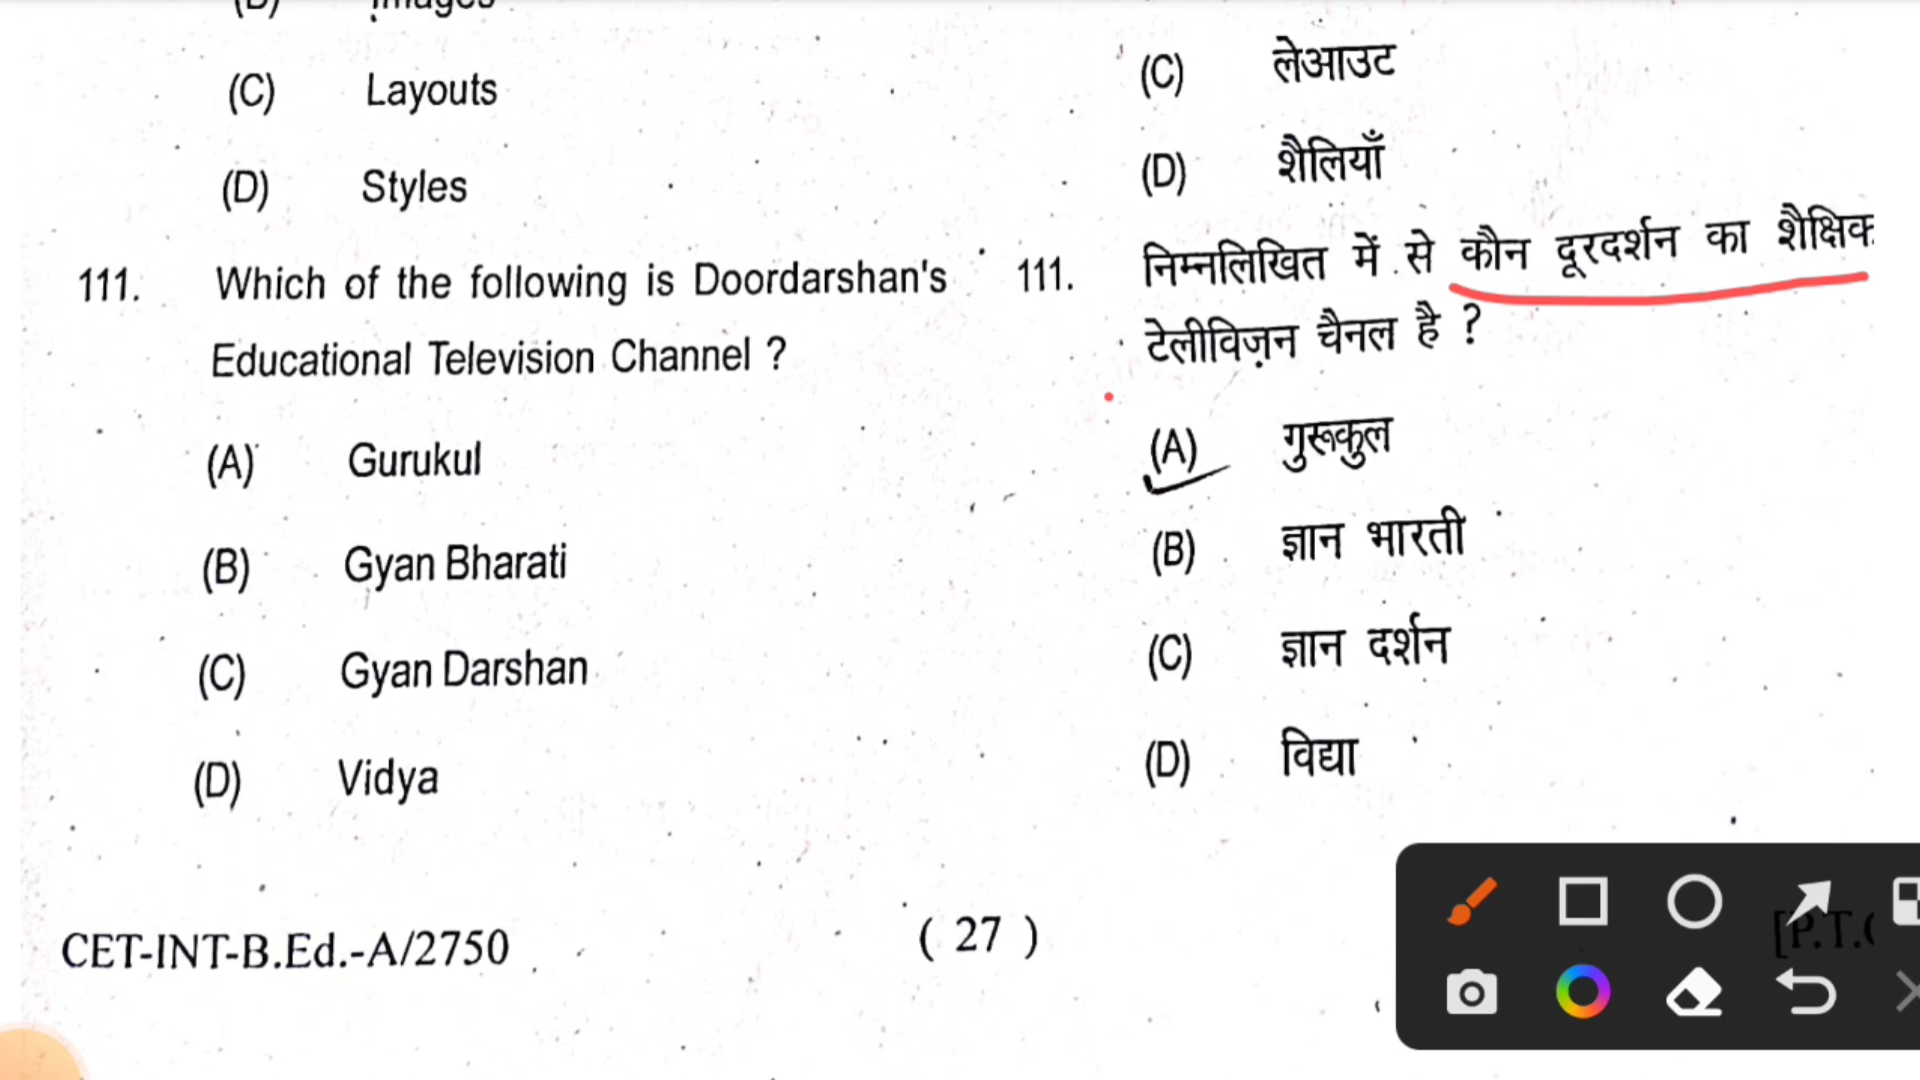 (C) Layouts
(D) Styles
111. Which of the following is Doordarshan's
Educational Television Channel ?
(A) Gurukul
(B) Gyan Bharati
(C) Gyan Darshan
(D) Vidya
(C) लेआउट
(D) शैलियाँ
111. निम्नलिखित में से कौन दूरदर्शन का शैक्षिक
टेलीविज़न चैनल है ?
(A) गुरूकुल
(B) ज्ञान भारती
(C) ज्ञान दर्शन
(D) विद्या
CET-INT-B.Ed.-A/2750
( 27 )